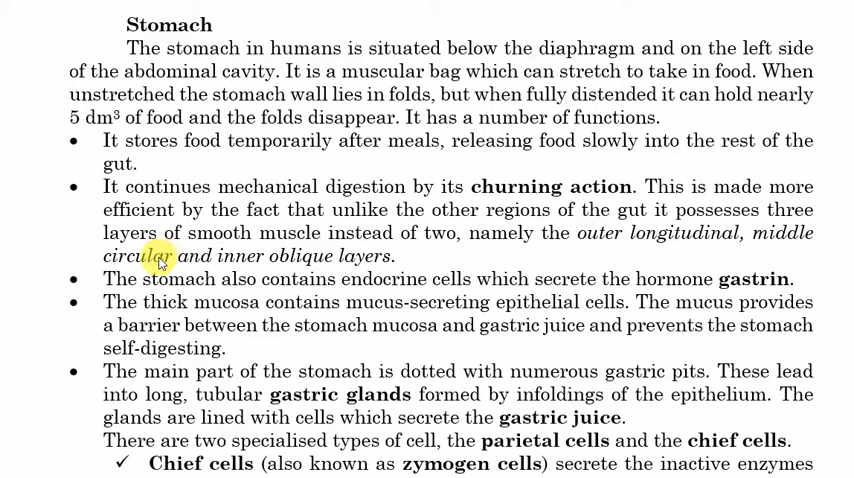 Stomach
The stomach in humans is situated below the diaphragm and on the left side
of the abdominal cavity. It is a muscular bag which can stretch to take in food. When
unstretched the stomach wall lies in folds, but when fully distended it can hold nearly
5 dm³ of food and the folds disappear. It has a number of functions.
• It stores food temporarily after meals, releasing food slowly into the rest of the
gut.
• It continues mechanical digestion by its churning action. This is made more
efficient by the fact that unlike the other regions of the gut it possesses three
layers of smooth muscle instead of two, namely the outer longitudinal, middle
circular and inner oblique layers.
• The stomach also contains endocrine cells which secrete the hormone gastrin.
• The thick mucosa contains mucus-secreting epithelial cells. The mucus provides
a barrier between the stomach mucosa and gastric juice and prevents the stomach
self-digesting.
• The main part of the stomach is dotted with numerous gastric pits. These lead
into long, tubular gastric glands formed by infoldings of the epithelium. The
glands are lined with cells which secrete the gastric juice.
There are two specialised types of cell, the parietal cells and the chief cells.
✓ Chief cells (also known as zymogen cells) secrete the inactive enzymes